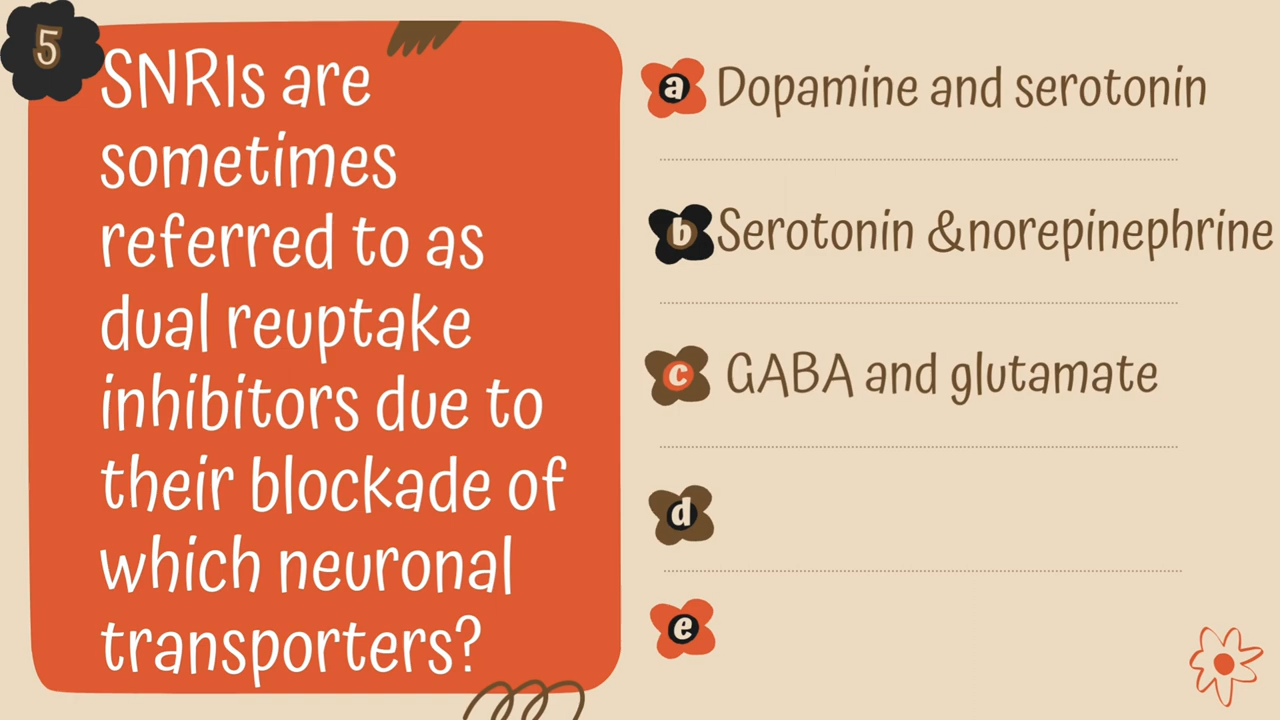 5
SNRIs are
sometimes
referred to as
dual reuptake
inhibitors due to
their blockade of
which neuronal
transporters?
a Dopamine and serotonin
b Serotonin &norepinephrine
c GABA and glutamate
d
e